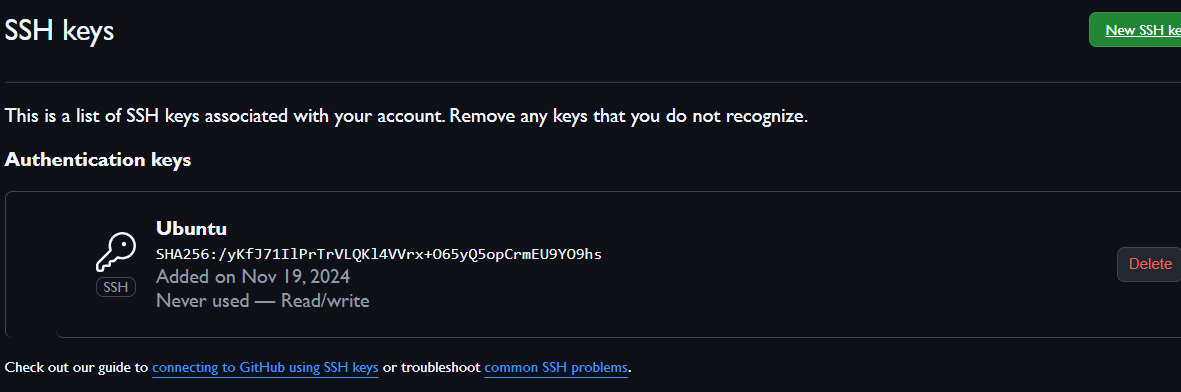 SSH keys
New SSH ke
This is a list of SSH keys associated with your account. Remove any keys that you do not recognize.
Authentication keys
Ubuntu
SHA256:/yKfJ71IlPrTrVLQKl4VVrx+O65yQ5opCrmEU9YO9hs
Added on Nov 19, 2024
SSH
Never used — Read/write
Delete
Check out our guide to connecting to GitHub using SSH keys or troubleshoot common SSH problems.